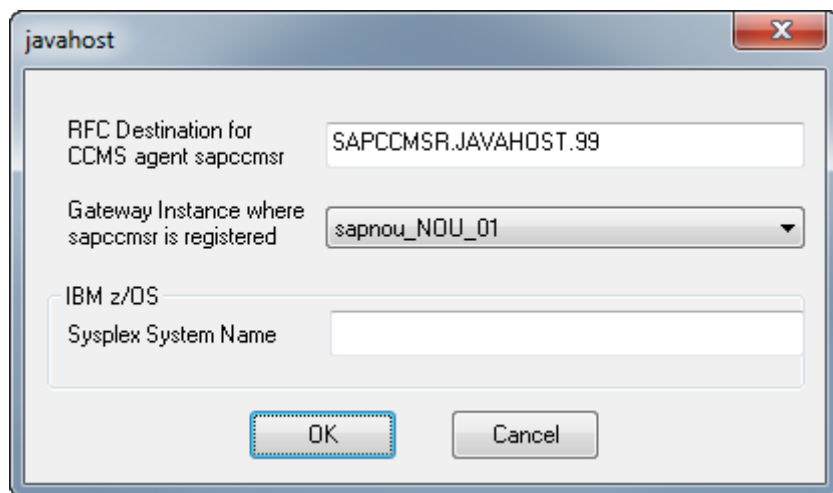 javahost
RFC Destination for
CCMS agent sapccmsr
SAPCCMSR.JAVAHOST.99
Gateway Instance where
sapccmsr is registered
sapnou_NOU_01
IBM z/OS
Sysplex System Name
OK
Cancel